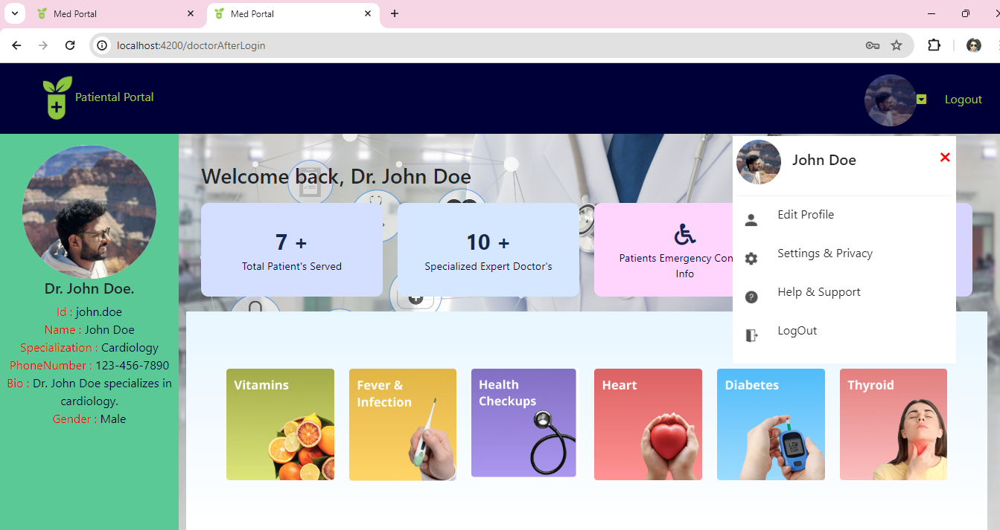 Med Portal
Med Portal
localhost:4200/doctorAfterLogin
Patiental Portal
Logout
Dr. John Doe.
Id : john.doe
Name : John Doe
Specialization : Cardiology
PhoneNumber : 123-456-7890
Bio : Dr. John Doe specializes in
cardiology.
Gender : Male
Welcome back, Dr. John Doe
7 +
Total Patient's Served
10 +
Specialized Expert Doctor's
Patients Emergency Con
Info
John Doe
Edit Profile
Settings & Privacy
Help & Support
LogOut
Vitamins
Fever &
Infection
Health
Checkups
Heart
Diabetes
Thyroid